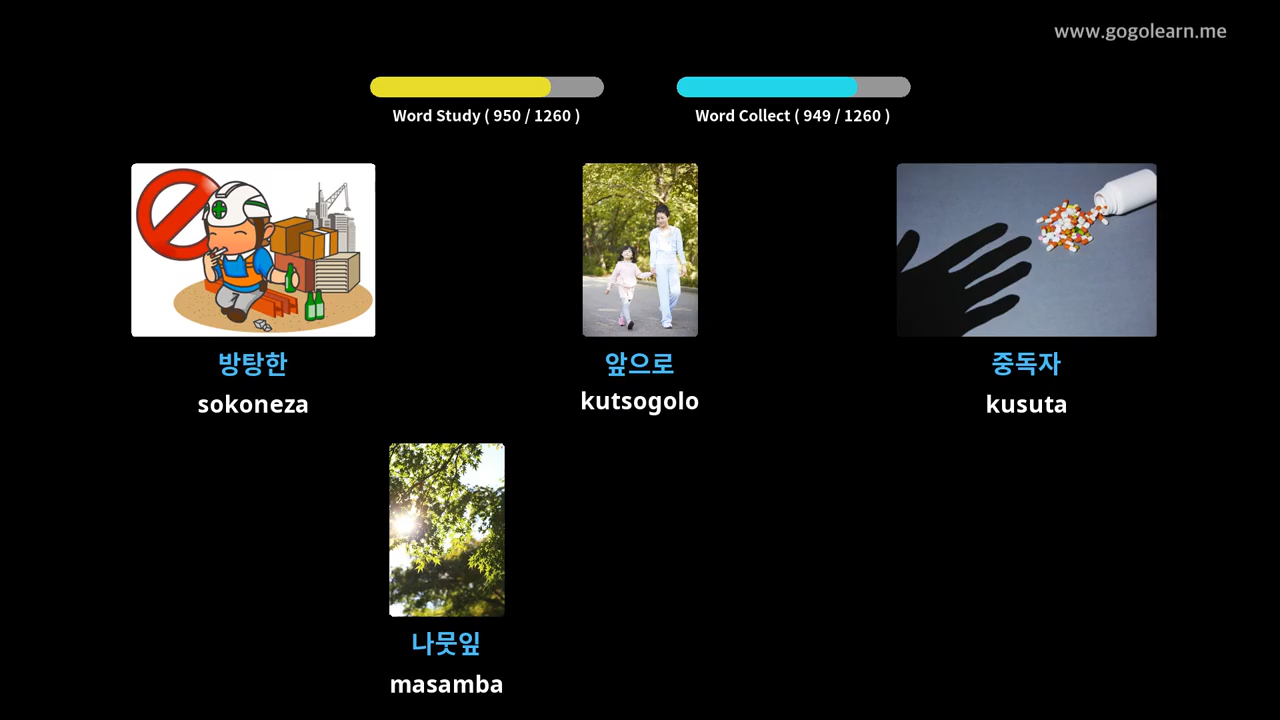 www.gogolearn.me
Word Study ( 950 / 1260 )
Word Collect ( 949 / 1260 )
방탕한
sokoneza
앞으로
kutsogolo
중독자
kusuta
나뭇잎
masamba